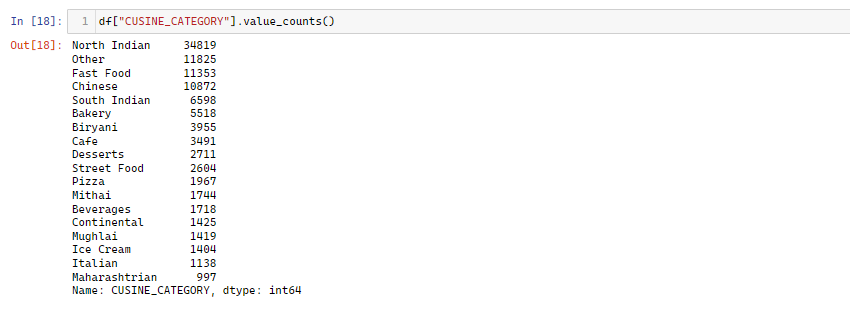 In [18]: 1 df["CUSINE_CATEGORY"].value_counts()
Out[18]: North Indian 34819
Other 11825
Fast Food 11353
Chinese 10872
South Indian 6598
Bakery 5518
Biryani 3955
Cafe 3491
Desserts 2711
Street Food 2604
Pizza 1967
Mithai 1744
Beverages 1718
Continental 1425
Mughlai 1419
Ice Cream 1404
Italian 1138
Maharashtrian 997
Name: CUSINE_CATEGORY, dtype: int64